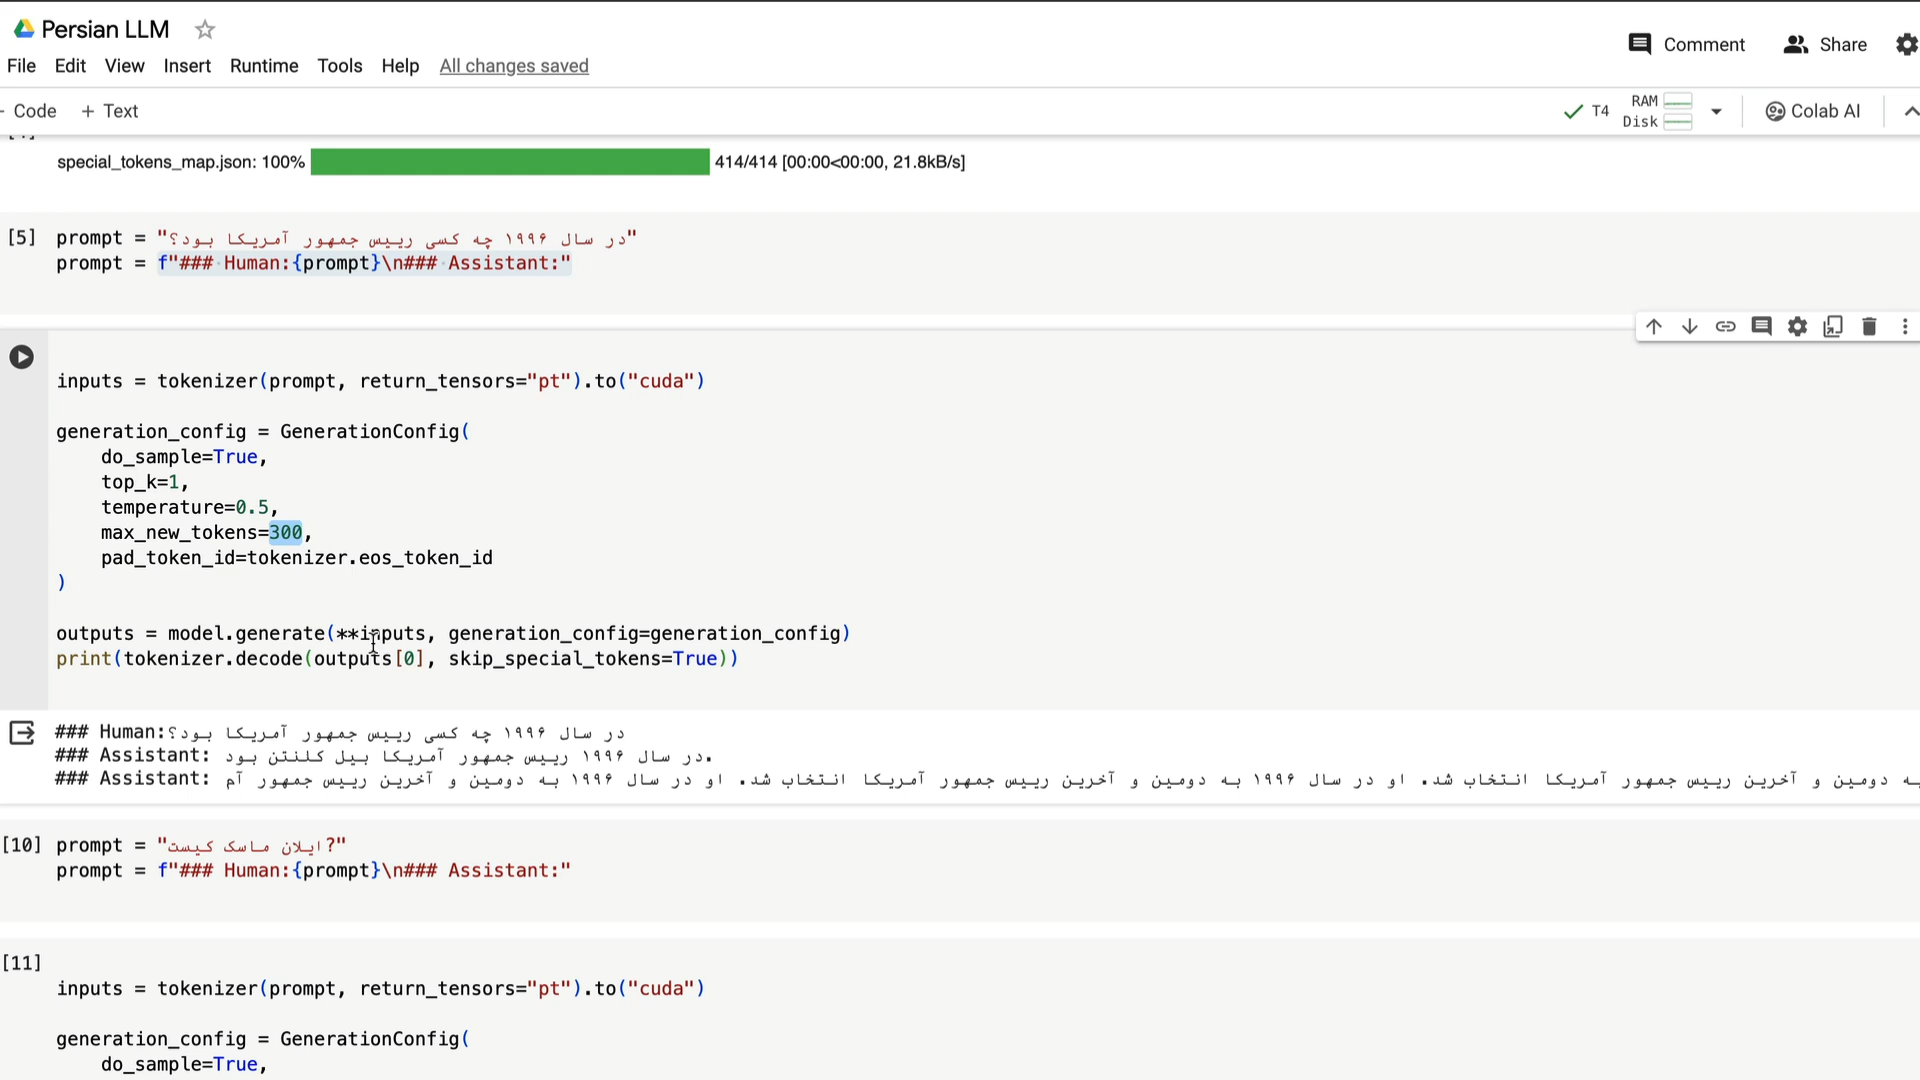 Persian LLM
Comment
Share
File Edit View Insert Runtime Tools Help All changes saved
Code + Text
T4
RAM
Disk
Colab AI
special_tokens_map.json: 100% 414/414 [00:00<00:00, 21.8kB/s]
[5] prompt = "در سال ۱۹۹۶ چه کسی رییس جمهور آمریکا بود؟"
prompt = f"### Human:{prompt}\n### Assistant:"
inputs = tokenizer(prompt, return_tensors="pt").to("cuda")
generation_config = GenerationConfig(
do_sample=True,
top_k=1,
temperature=0.5,
max_new_tokens=300,
pad_token_id=tokenizer.eos_token_id
)
outputs = model.generate(**inputs, generation_config=generation_config)
print(tokenizer.decode(outputs[0], skip_special_tokens=True))
### Human:در سال ۱۹۹۶ چه کسی رییس جمهور آمریکا بود؟
### Assistant: در سال ۱۹۹۶ رییس جمهور آمریکا بیل کلنتن بود.
### Assistant: به دومین و آخرین رییس جمهور آمریکا انتخاب شد. او در سال ۱۹۹۶ به دومین و آخرین رییس جمهور آمریکا انتخاب شد. او در سال ۱۹۹۶ به دومین و آخرین رییس جمهور آم
[10] prompt = "ایلان ماسک کیست?"
prompt = f"### Human:{prompt}\n### Assistant:"
[11]
inputs = tokenizer(prompt, return_tensors="pt").to("cuda")
generation_config = GenerationConfig(
do_sample=True,